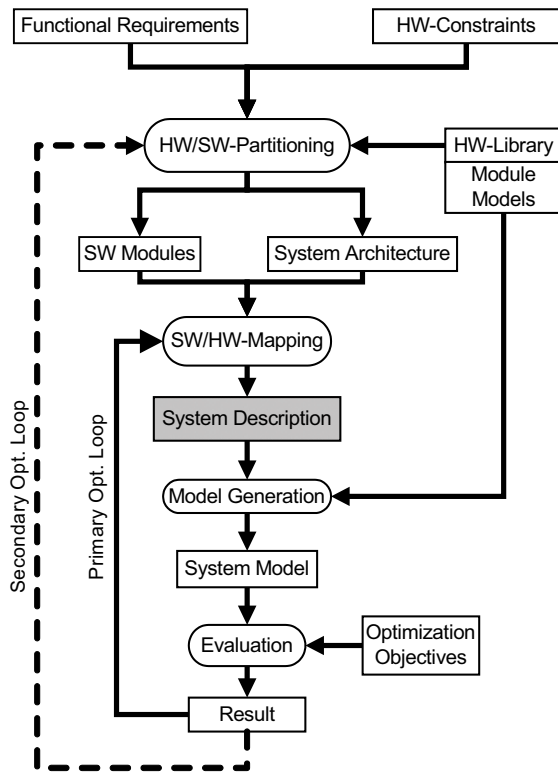 Functional Requirements
HW-Constraints
HW/SW-Partitioning
HW-Library
Module
Models
SW Modules
System Architecture
SW/HW-Mapping
System Description
Model Generation
System Model
Evaluation
Optimization
Objectives
Result
Secondary Opt. Loop
Primary Opt. Loop